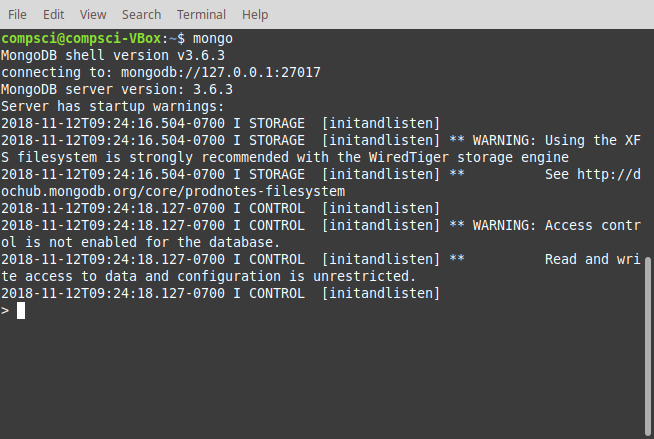 File Edit View Search Terminal Help
compsci@compsci-VBox:~$ mongo
MongoDB shell version v3.6.3
connecting to: mongodb://127.0.0.1:27017
MongoDB server version: 3.6.3
Server has startup warnings:
2018-11-12T09:24:16.504-0700 I STORAGE  [initandlisten]
2018-11-12T09:24:16.504-0700 I STORAGE  [initandlisten] ** WARNING: Using the XF
S filesystem is strongly recommended with the WiredTiger storage engine
2018-11-12T09:24:16.504-0700 I STORAGE  [initandlisten] **          See http://d
ochub.mongodb.org/core/prodnotes-filesystem
2018-11-12T09:24:18.127-0700 I CONTROL  [initandlisten]
2018-11-12T09:24:18.127-0700 I CONTROL  [initandlisten] ** WARNING: Access contr
ol is not enabled for the database.
2018-11-12T09:24:18.127-0700 I CONTROL  [initandlisten] **          Read and wri
te access to data and configuration is unrestricted.
2018-11-12T09:24:18.127-0700 I CONTROL  [initandlisten]
>